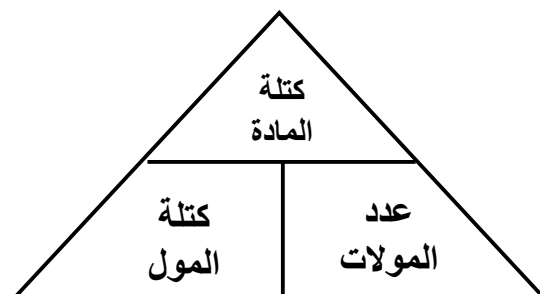 كتلة
المادة
عدد
المولات
كتلة
المول